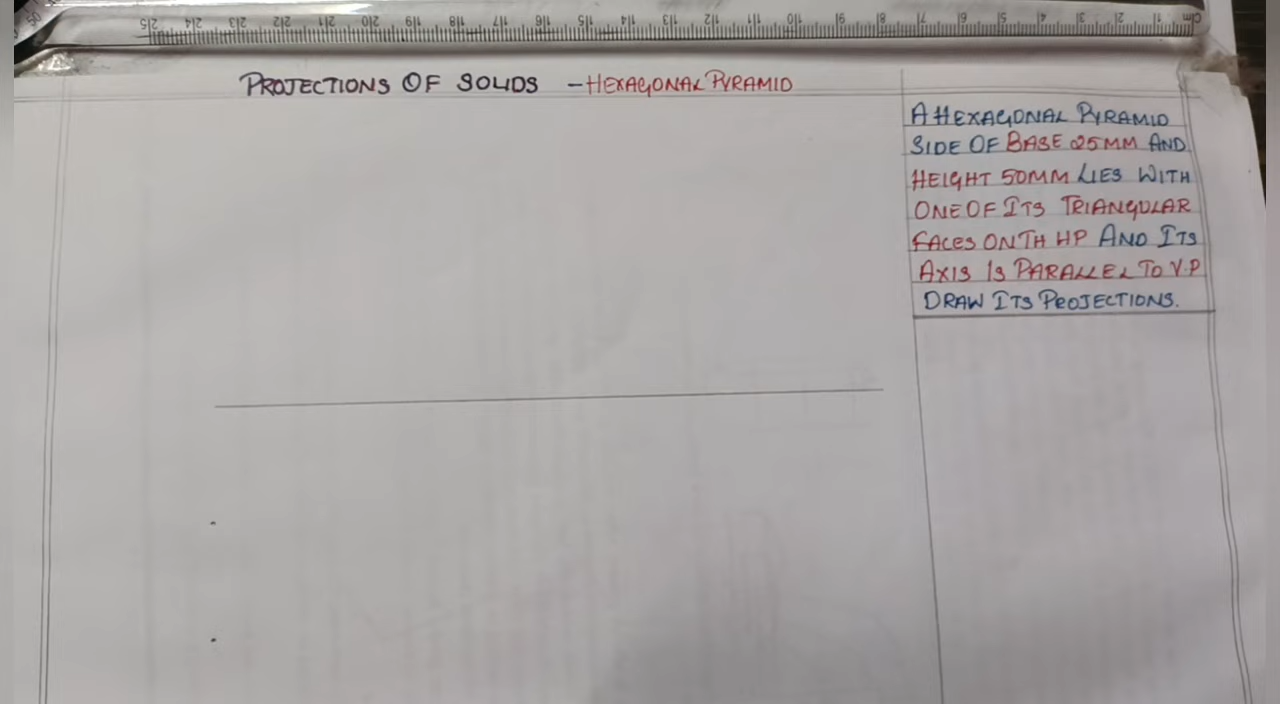 PROJECTIONS OF SOLIDS - HEXAGONAL PYRAMID
A HEXAGONAL PYRAMID
SIDE OF BASE 25MM AND
HEIGHT 50MM LIES WITH
ONE OF ITS TRIANGULAR
FACES ON TH HP AND ITS
AXIS IS PARALLEL TO V.P
DRAW ITS PROJECTIONS.